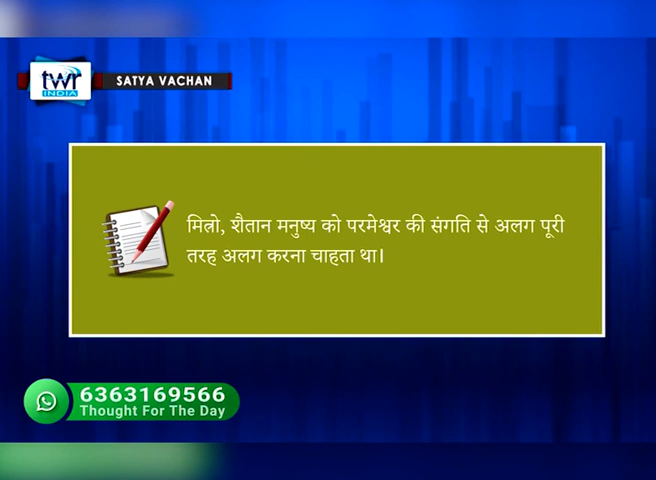 twr
INDIA
SATYA VACHAN
मित्रो, शैतान मनुष्य को परमेश्वर की संगति से अलग पूरी
तरह अलग करना चाहता था।
6363169566
Thought For The Day